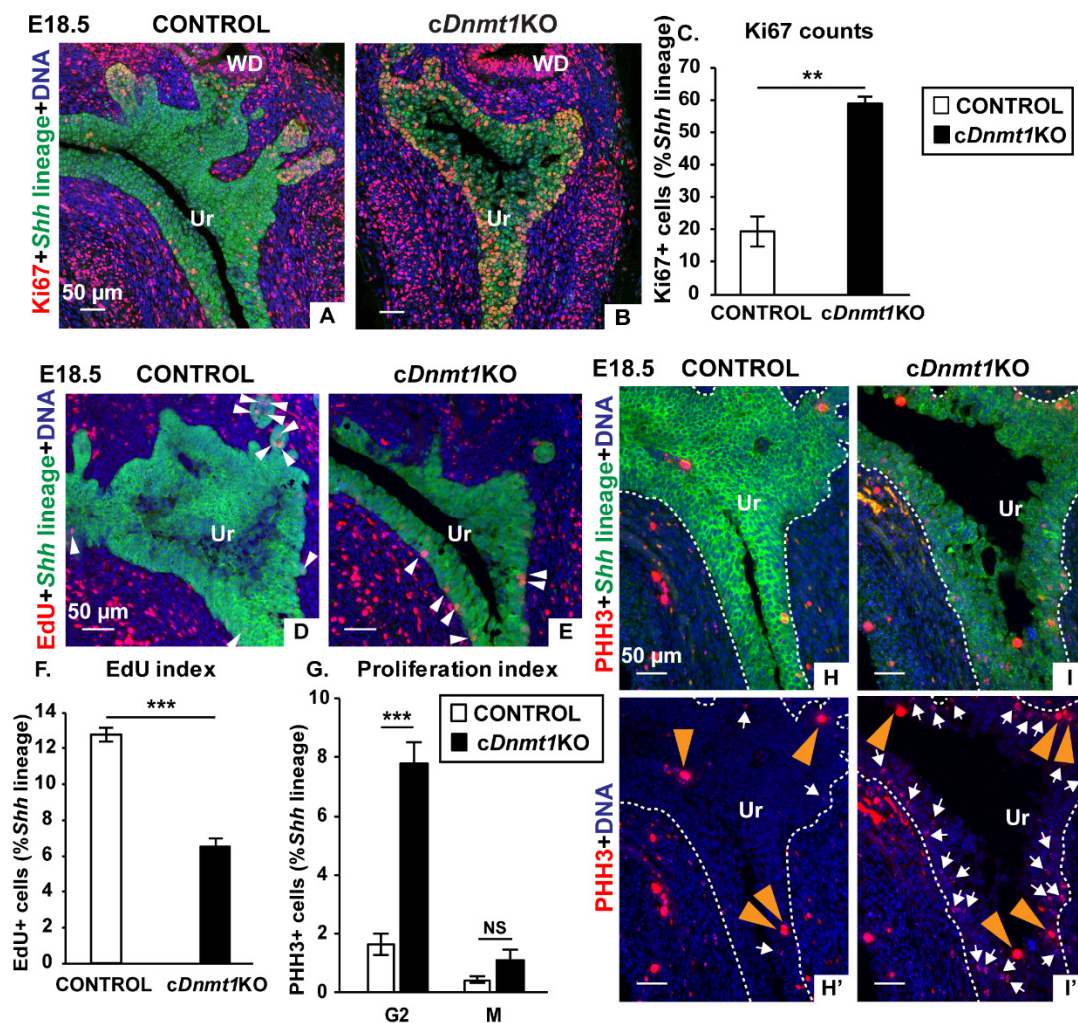 E18.5 CONTROL cDnmt1KO
Ki67+Shh lineage+DNA
WD
Ur
50 µm
A
WD
Ur
B
C. Ki67 counts
Ki67+ cells (%Shh lineage)
70
60
50
40
30
20
10
0
**
CONTROL cDnmt1KO
CONTROL
cDnmt1KO
E18.5 CONTROL cDnmt1KO
EdU+Shh lineage+DNA
Ur
50 µm
D
Ur
E
E18.5 CONTROL cDnmt1KO
PHH3+Shh lineage+DNA
Ur
50 µm
H
Ur
I
F. EdU index
EdU+ cells (%Shh lineage)
14
12
10
8
6
4
2
0
***
CONTROL cDnmt1KO
G. Proliferation index
PHH3+ cells (%Shh lineage)
10
8
6
4
2
0
***
NS
G2 M
CONTROL
cDnmt1KO
PHH3+DNA
Ur
H'
Ur
I'